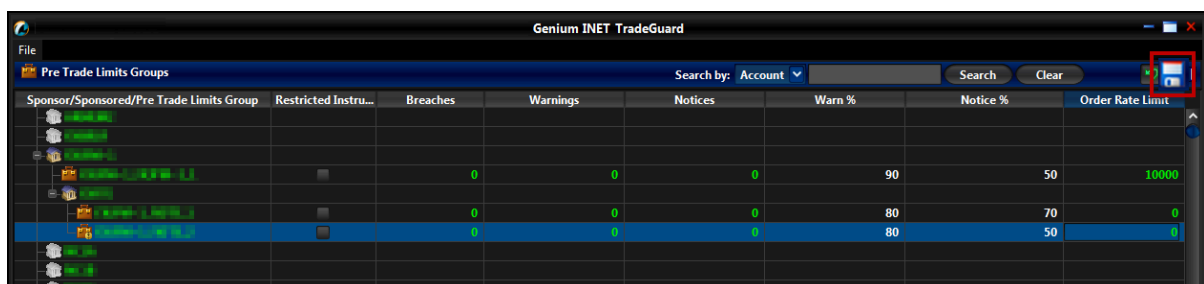 Genium INET TradeGuard
File
Pre Trade Limits Groups Search by: Account Search Clear
Sponsor/Sponsored/Pre Trade Limits Group Restricted Instru... Breaches Warnings Notices Warn % Notice % Order Rate Limit
0 0 0 90 50 10000
0 0 0 80 70 0
0 0 0 80 50 0